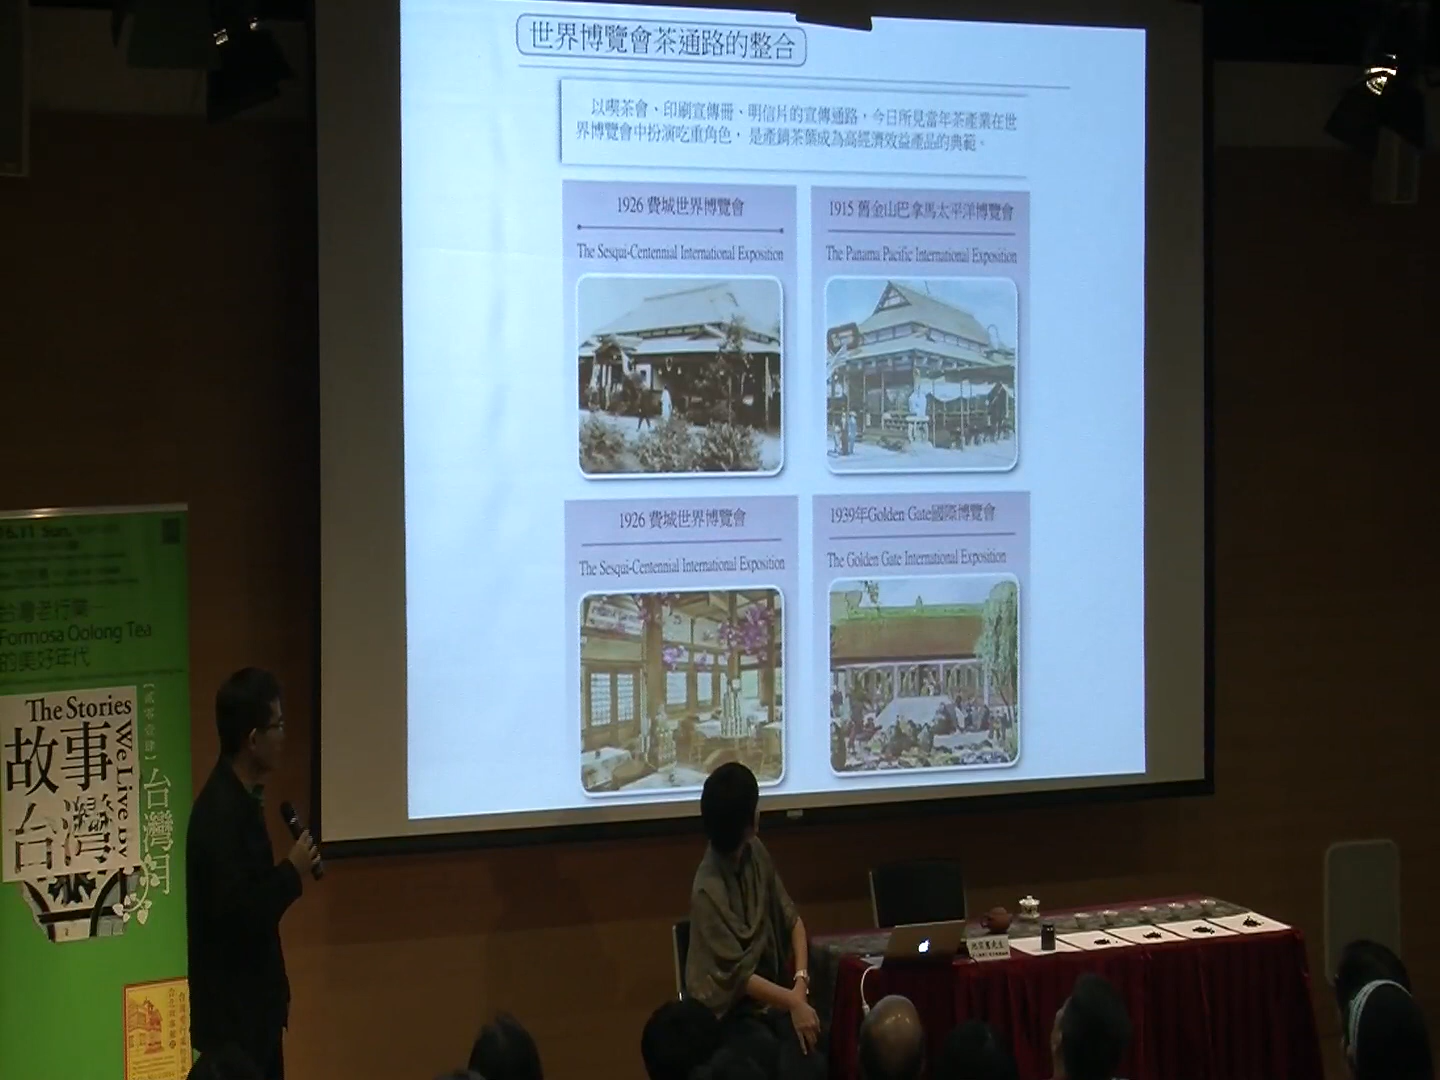 世界博覽會茶通路的整合
以喫茶會、印刷宣傳冊、明信片的宣傳通路，今日所見當年茶產業在世
界博覽會中扮演吃重角色， 是產銷茶葉成為高經濟效益產品的典範。
1926 費城世界博覽會
The Sesqui-Centennial International Exposition
1915 舊金山巴拿馬太平洋博覽會
The Panama Pacific International Exposition
1926 費城世界博覽會
The Sesqui-Centennial International Exposition
1939年Golden Gate國際博覽會
The Golden Gate International Exposition
11 Sun.
台灣老行業
Formosa Oolong Tea
的美好年代
The Stories
We Live By
故事
台灣
【貳零壹肆】
台灣月